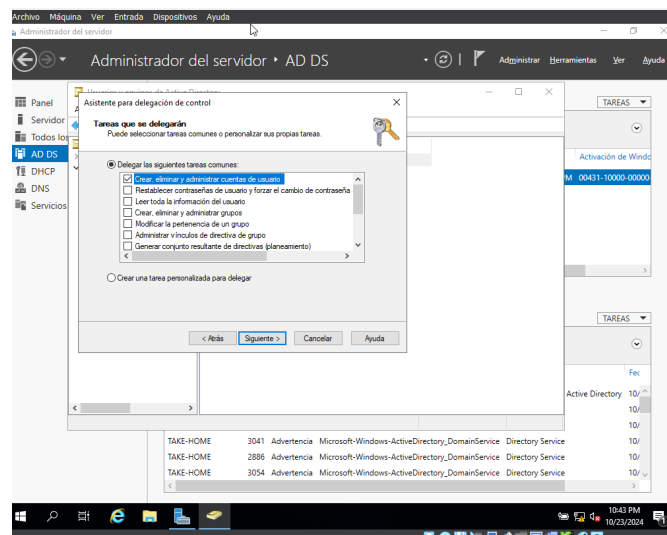 Archivo Máquina Ver Entrada Dispositivos Ayuda
Administrador del servidor
Administrador del servidor • AD DS
Administrar Herramientas Ver Ayuda
Usuarios y equipos de Active Directory
Panel
Servidor
Todos los
AD DS
DHCP
DNS
Servicios
Asistente para delegación de control
Tareas que se delegarán
Puede seleccionar tareas comunes o personalizar sus propias tareas.
Delegar las siguientes tareas comunes:
Crear, eliminar y administrar cuentas de usuario
Restablecer contraseñas de usuario y forzar el cambio de contraseña
Leer toda la información del usuario
Crear, eliminar y administrar grupos
Modificar la pertenencia de un grupo
Administrar vínculos de directiva de grupo
Generar conjunto resultante de directivas (planeamiento)
Crear una tarea personalizada para delegar
< Atrás Siguiente > Cancelar Ayuda
TAREAS
Activación de Windo
PM 00431-10000-00000-
TAREAS
Fec
Active Directory 10/
10/
10/
TAKE-HOME 3041 Advertencia Microsoft-Windows-ActiveDirectory_DomainService Directory Service 10/
TAKE-HOME 2886 Advertencia Microsoft-Windows-ActiveDirectory_DomainService Directory Service 10/
TAKE-HOME 3054 Advertencia Microsoft-Windows-ActiveDirectory_DomainService Directory Service 10/
10:43 PM
10/23/2024